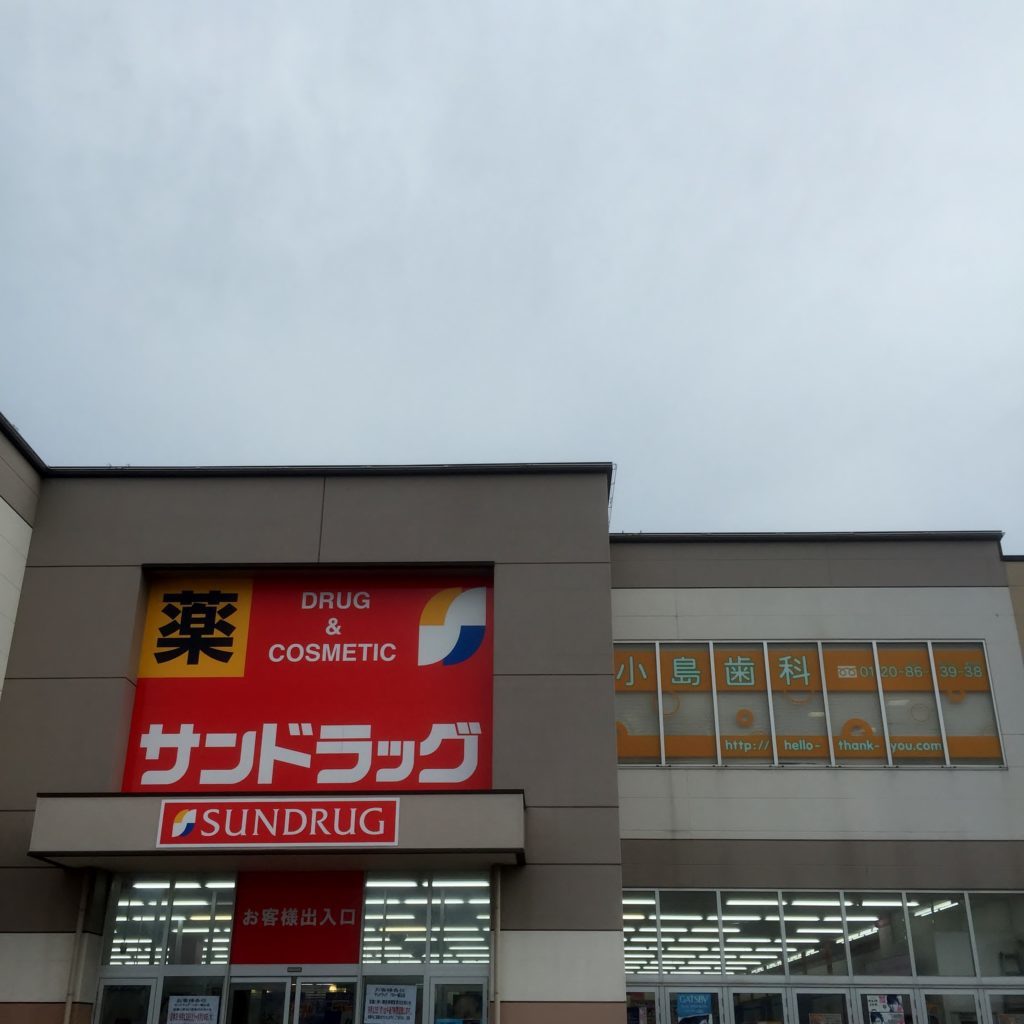 薬
DRUG
&
COSMETIC
サンドラッグ
SUNDRUG
お客様出入口
小島歯科 0120-86-39-38
http://hello-thank-you.com
GATSBY